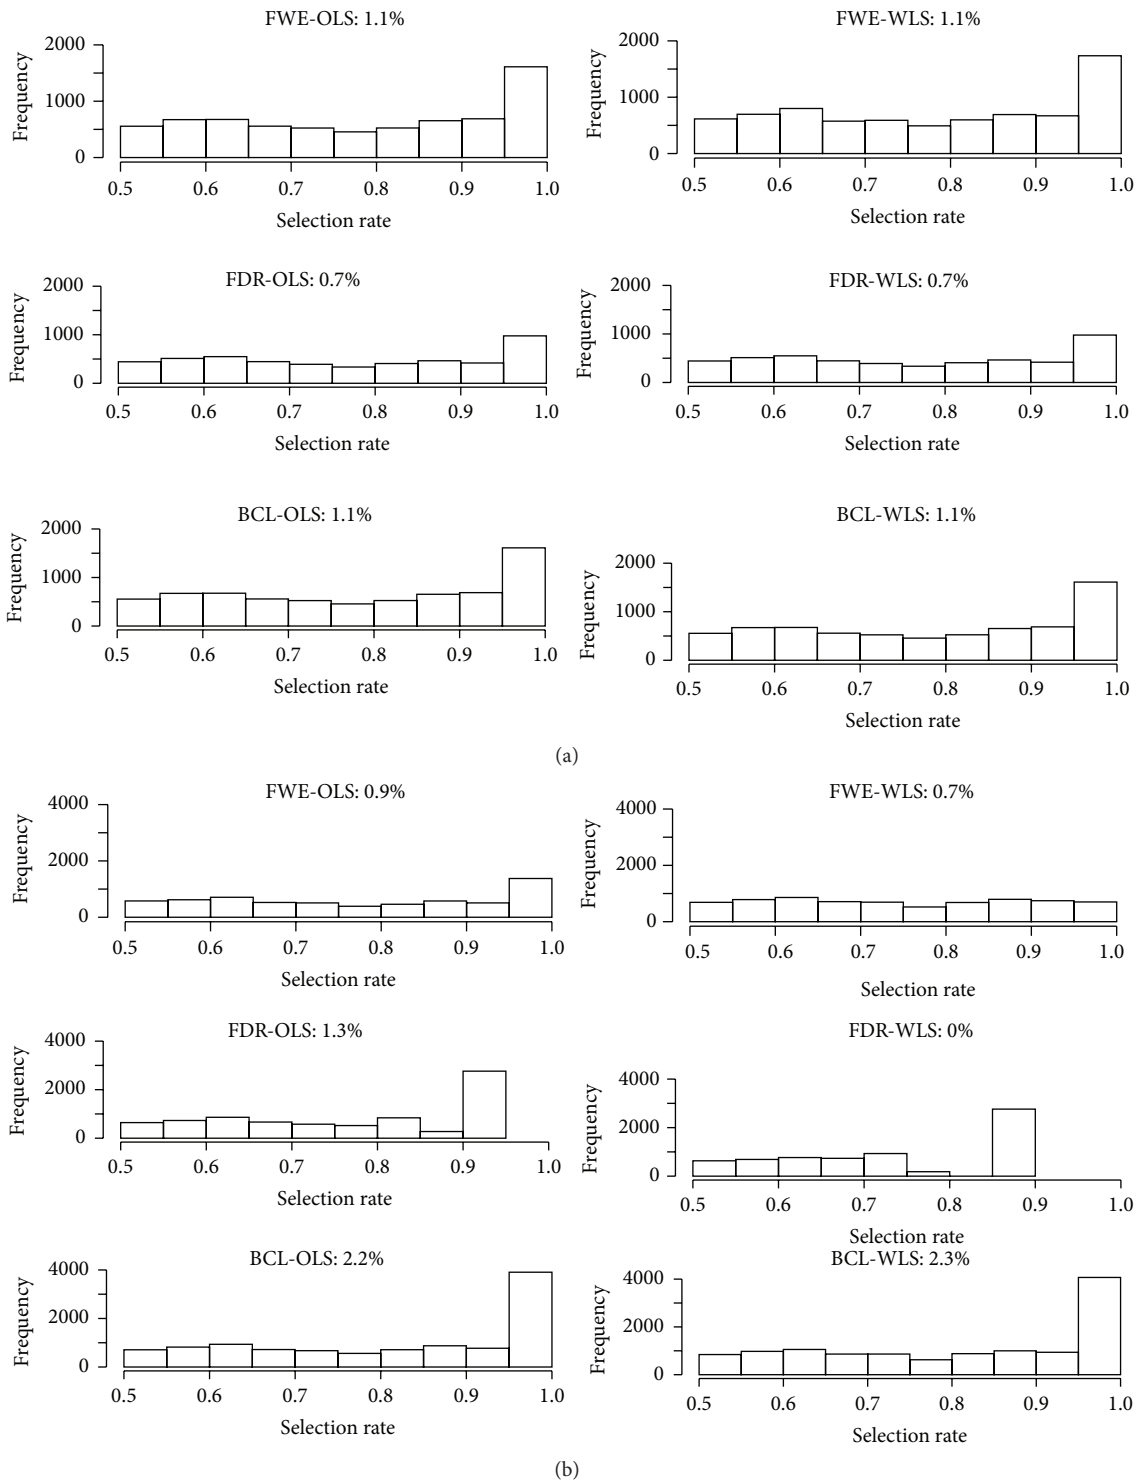 FWE-OLS: 1.1%
Frequency
2000
1000
0
0.5 0.6 0.7 0.8 0.9 1.0
Selection rate
FWE-WLS: 1.1%
Frequency
2000
1000
0
0.5 0.6 0.7 0.8 0.9 1.0
Selection rate
FDR-OLS: 0.7%
Frequency
2000
1000
0
0.5 0.6 0.7 0.8 0.9 1.0
Selection rate
FDR-WLS: 0.7%
Frequency
2000
1000
0
0.5 0.6 0.7 0.8 0.9 1.0
Selection rate
BCL-OLS: 1.1%
Frequency
2000
1000
0
0.5 0.6 0.7 0.8 0.9 1.0
Selection rate
BCL-WLS: 1.1%
Frequency
2000
1000
0
0.5 0.6 0.7 0.8 0.9 1.0
Selection rate
(a)
FWE-OLS: 0.9%
Frequency
4000
2000
0
0.5 0.6 0.7 0.8 0.9 1.0
Selection rate
FWE-WLS: 0.7%
Frequency
4000
2000
0
0.5 0.6 0.7 0.8 0.9 1.0
Selection rate
FDR-OLS: 1.3%
Frequency
4000
2000
0
0.5 0.6 0.7 0.8 0.9 1.0
Selection rate
FDR-WLS: 0%
Frequency
4000
2000
0
0.5 0.6 0.7 0.8 0.9 1.0
Selection rate
BCL-OLS: 2.2%
Frequency
4000
2000
0
0.5 0.6 0.7 0.8 0.9 1.0
Selection rate
BCL-WLS: 2.3%
Frequency
4000
2000
0
0.5 0.6 0.7 0.8 0.9 1.0
Selection rate
(b)